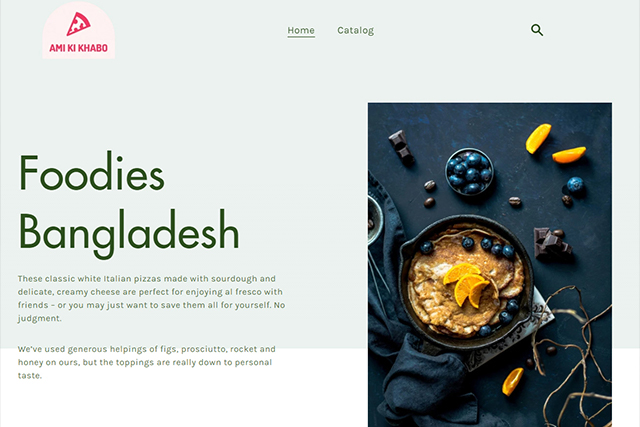 AMI KI KHABO
Home
Catalog
Foodies
Bangladesh
These classic white Italian pizzas made with sourdough and
delicate, creamy cheese are perfect for enjoying al fresco with
friends – or you may just want to save them all for yourself. No
judgment.
We've used generous helpings of figs, prosciutto, rocket and
honey on ours, but the toppings are really down to personal
taste.